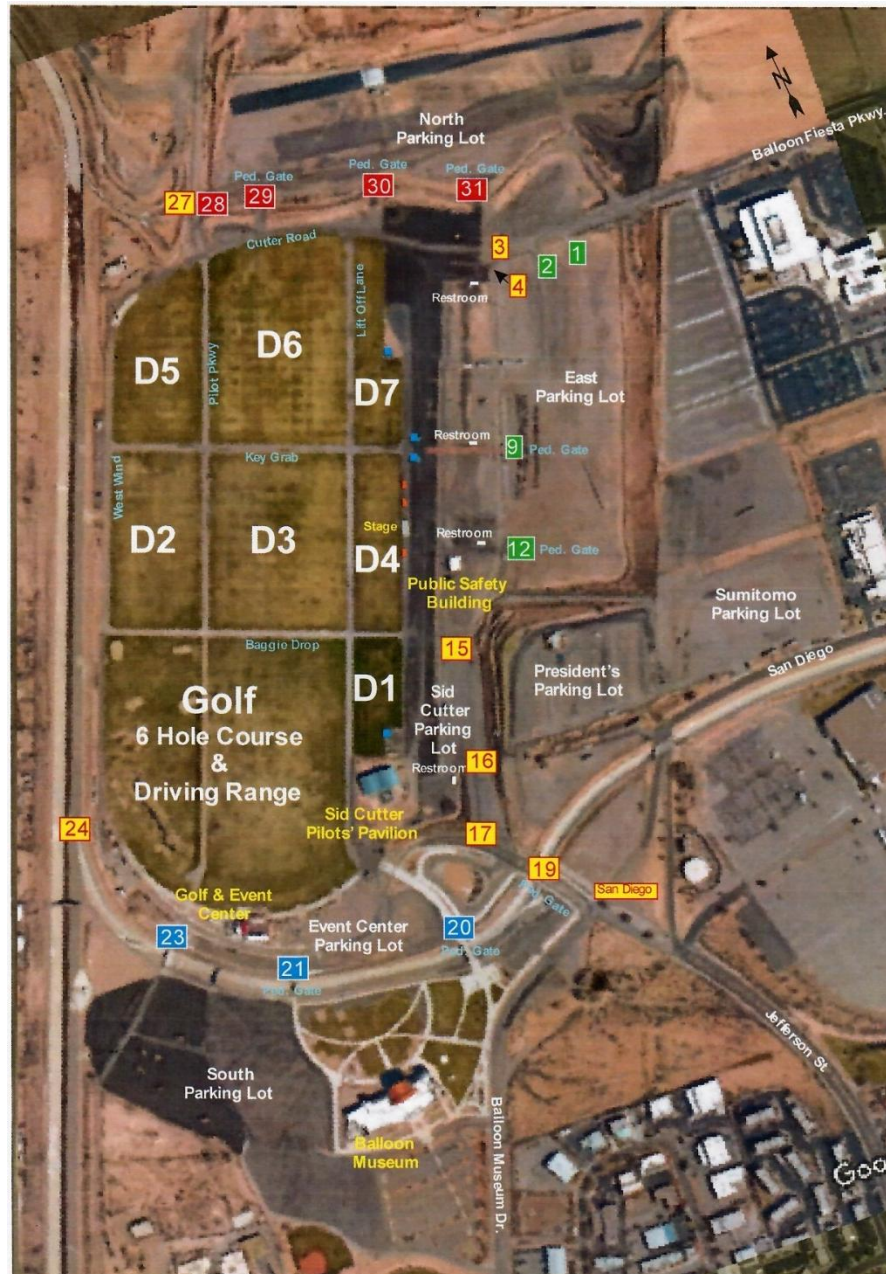 N
North
Parking Lot
Balloon Fiesta Pkwy.
Ped. Gate
Ped. Gate
Ped. Gate
27
28
29
30
31
Cutter Road
3
2
1
4
Restroom
Lift Off Lane
Pilot Pkwy
D5
D6
D7
East
Parking Lot
Restroom
9
Ped. Gate
Key Grab
West Wind
Stage
D2
D3
D4
Restroom
12
Ped. Gate
Public Safety
Building
Sumitomo
Parking Lot
Baggie Drop
15
President's
Parking Lot
San Diego
D1
Sid
Cutter
Parking
Lot
Golf
6 Hole Course
&
Driving Range
Restroom
16
Sid Cutter
Pilots' Pavilion
17
24
19
San Diego
Ped. Gate
Golf & Event
Center
Event Center
Parking Lot
20
Ped. Gate
23
21
Ped. Gate
Jefferson St
South
Parking Lot
Balloon Museum Dr.
Balloon
Museum
Goo